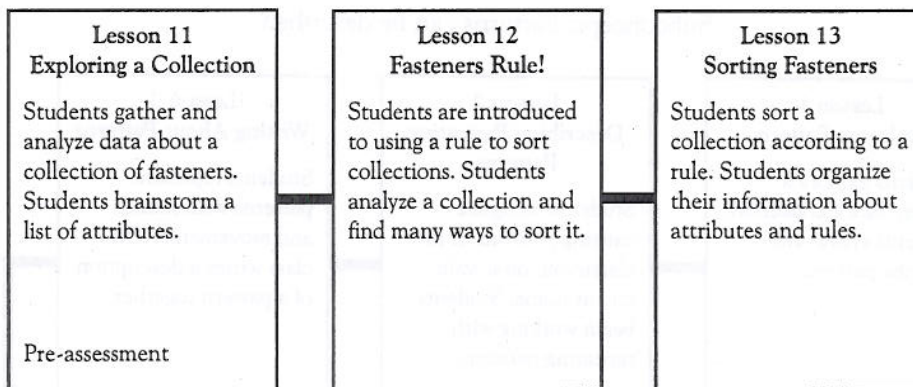 Lesson 11
Exploring a Collection
Students gather and
analyze data about a
collection of fasteners.
Students brainstorm a
list of attributes.
Pre-assessment
Lesson 12
Fasteners Rule!
Students are introduced
to using a rule to sort
collections. Students
analyze a collection and
find many ways to sort it.
Lesson 13
Sorting Fasteners
Students sort a
collection according to a
rule. Students organize
their information about
attributes and rules.